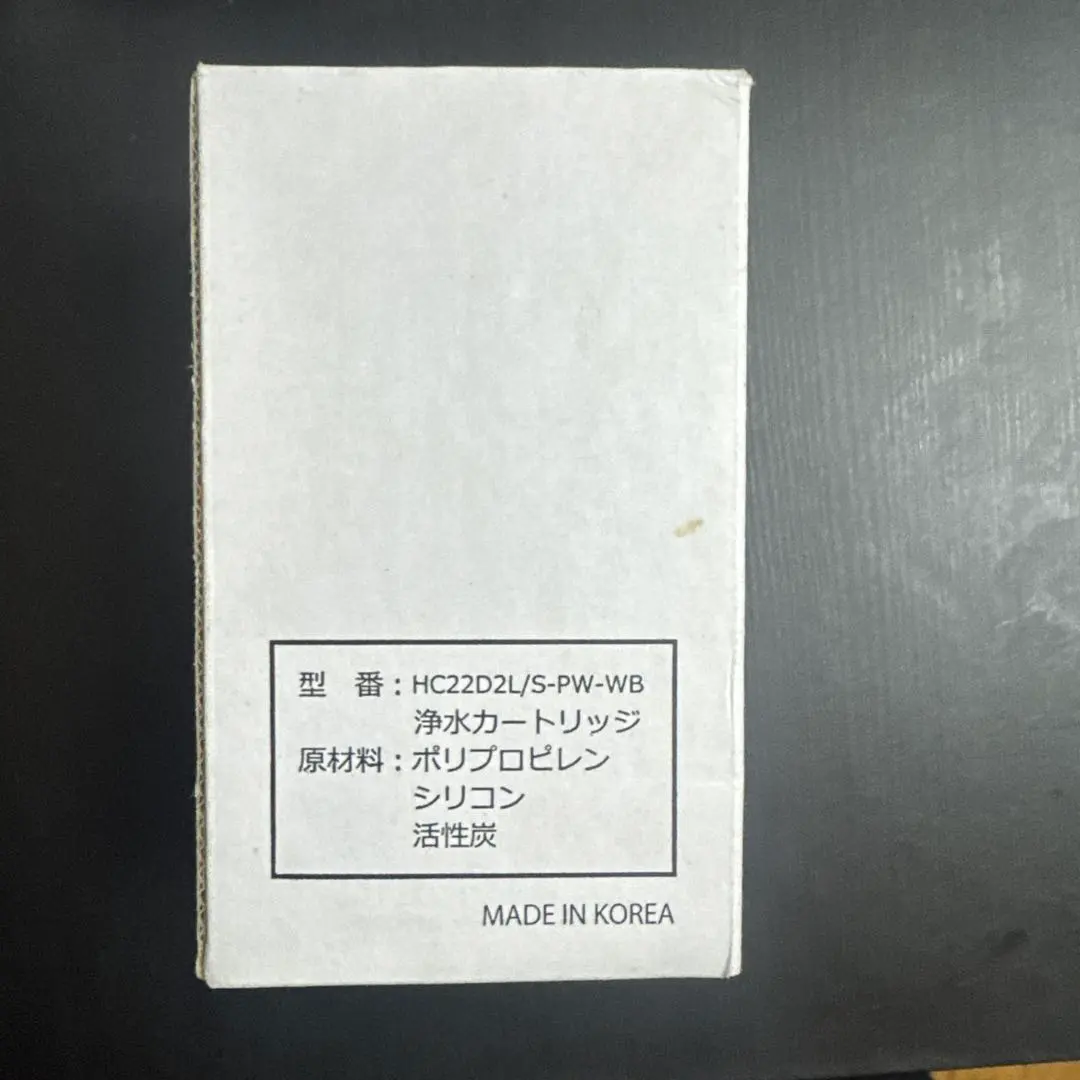 型　番：HC22D2L/S-PW-WB
浄水カートリッジ
原材料：ポリプロピレン
シリコン
活性炭
MADE IN KOREA